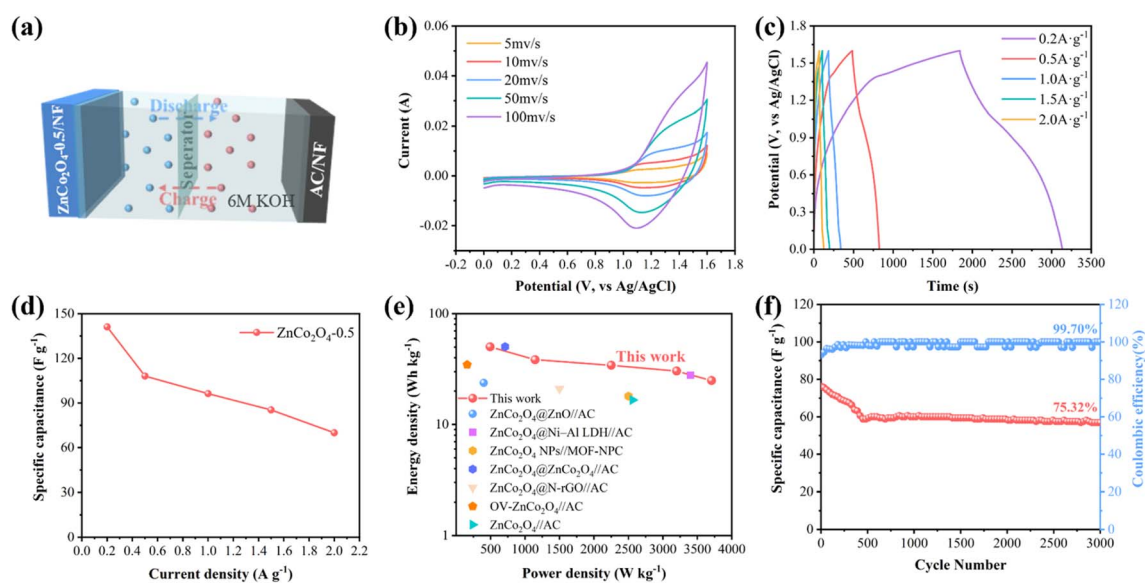 (a)
ZnCo₂O₄-0.5/NF
Discharge
Seperator
Charge
6M KOH
AC/NF
(b)
5mv/s
10mv/s
20mv/s
50mv/s
100mv/s
Current (A)
0.06
0.04
0.02
0.00
-0.02
-0.2 0.0 0.2 0.4 0.6 0.8 1.0 1.2 1.4 1.6 1.8
Potential (V, vs Ag/AgCl)
(c)
0.2A·g⁻¹
0.5A·g⁻¹
1.0A·g⁻¹
1.5A·g⁻¹
2.0A·g⁻¹
Potential (V, vs Ag/AgCl)
1.8
1.5
1.2
0.9
0.6
0.3
0.0
0 500 1000 1500 2000 2500 3000 3500
Time (s)
(d)
ZnCo₂O₄-0.5
Specific capacitance (F g⁻¹)
150
120
90
60
30
0
0.0 0.2 0.4 0.6 0.8 1.0 1.2 1.4 1.6 1.8 2.0 2.2
Current density (A g⁻¹)
(e)
Energy density (Wh kg⁻¹)
100
10
1
This work
This work
ZnCo₂O₄@ZnO//AC
ZnCo₂O₄@Ni–Al LDH//AC
ZnCo₂O₄ NPs//MOF-NPC
ZnCo₂O₄@ZnCo₂O₄//AC
ZnCo₂O₄@N-rGO//AC
OV-ZnCo₂O₄//AC
ZnCo₂O₄//AC
500 1000 1500 2000 2500 3000 3500 4000
Power density (W kg⁻¹)
(f)
Specific capacitance (F g⁻¹)
120
100
80
60
40
20
0
99.70%
75.32%
120
100
80
60
40
20
0
Coulombic efficiency(%)
0 500 1000 1500 2000 2500 3000
Cycle Number